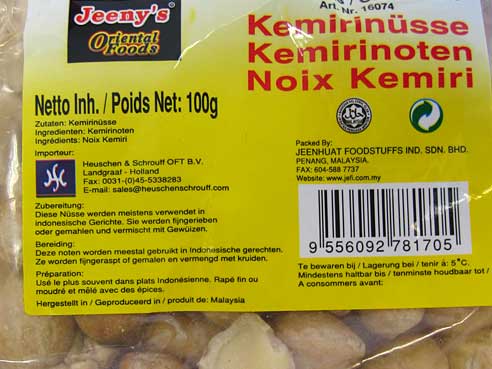 Jeeny's
Oriental
Foods
Art. Nr. 16074
Kemirinüsse
Kemirinoten
Noix Kemiri
Netto Inh. / Poids Net: 100g
Zutaten: Kemirinüsse
Ingredienten: Kemirinoten
Ingrédients: Noix Kemiri
Importeur:
Heuschen & Schrouff OFT B.V.
Landgraaf - Holland
Fax: 0031-(0)45-5338283
E-mail: sales@heuschenschrouff.com
Packed By:
JEENHUAT FOODSTUFFS IND. SDN. BHD.
PENANG, MALAYSIA.
FAX: 604-588 7737
Website: www.jefi.com.my
Zubereitung:
Diese Nüsse werden meistens verwendet in
indonesische Gerichte. Sie werden fijngerieben
oder gemahlen und vermischt mit Gewüzen.
Bereiding:
Deze noten worden meestal gebruikt in Indonesische gerechten.
Ze worden fijngeraspt of gemalen en vermengd met kruiden.
Préparation:
Usé le plus souvent dans plats Indonésienne. Rapé fin ou
moudré et mêlé avec des épices.
Hergestellt in / Geproduceerd in / produit de: Malaysia
9 556092 781705
Te bewaren bij / Lagerung bei / tenir á: 5°C.
Mindestens haltbar bis / tenminste houdbaar tot /
A consommers avant: